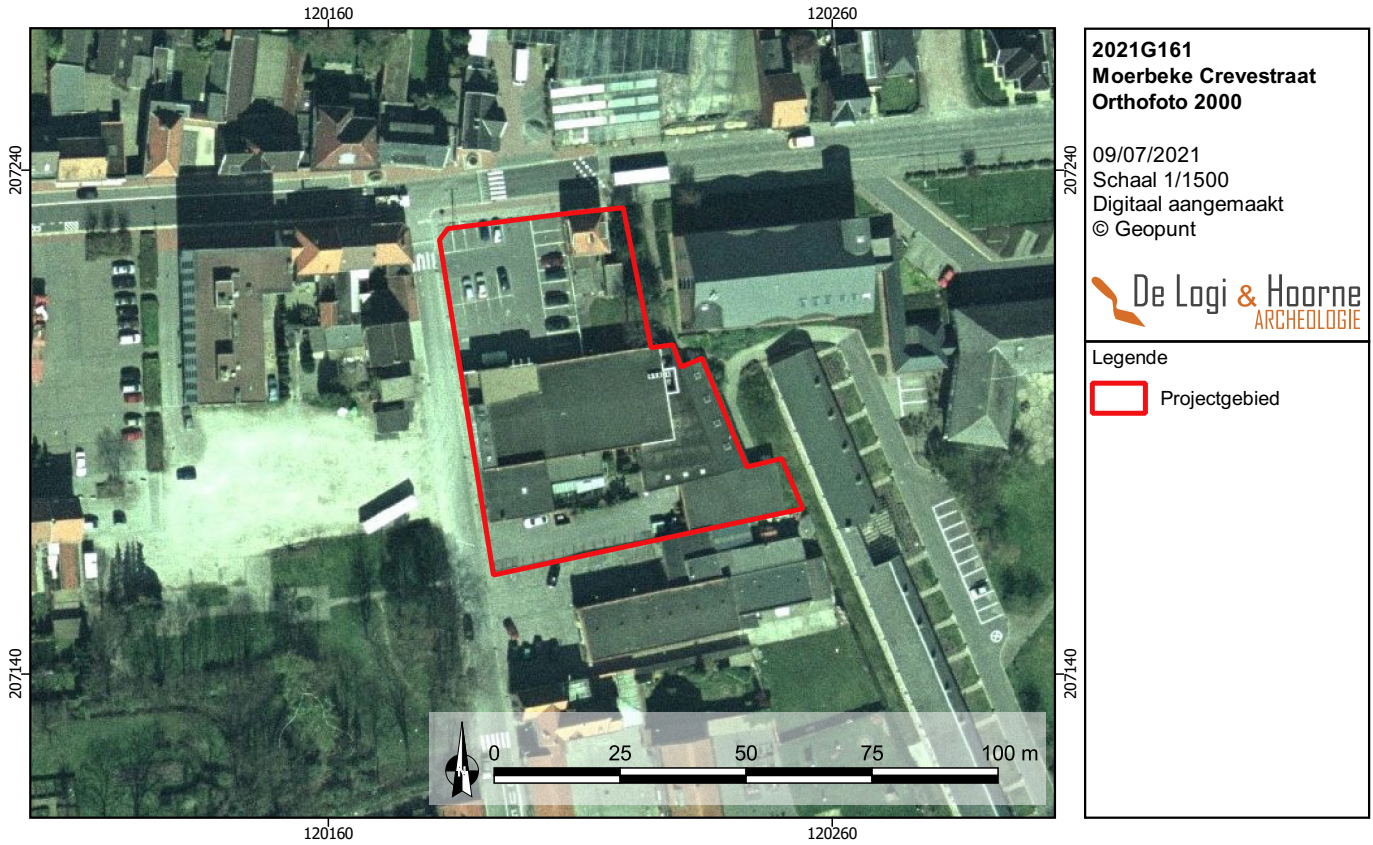 120160
120260
207240
207240
207140
207140
0
25
50
75
100 m
N
120160
120260
2021G161
Moerbeke Crevestraat
Orthofoto 2000
09/07/2021
Schaal 1/1500
Digitaal aangemaakt
© Geopunt
De Logi & Hoorne
ARCHEOLOGIE
Legende
Projectgebied